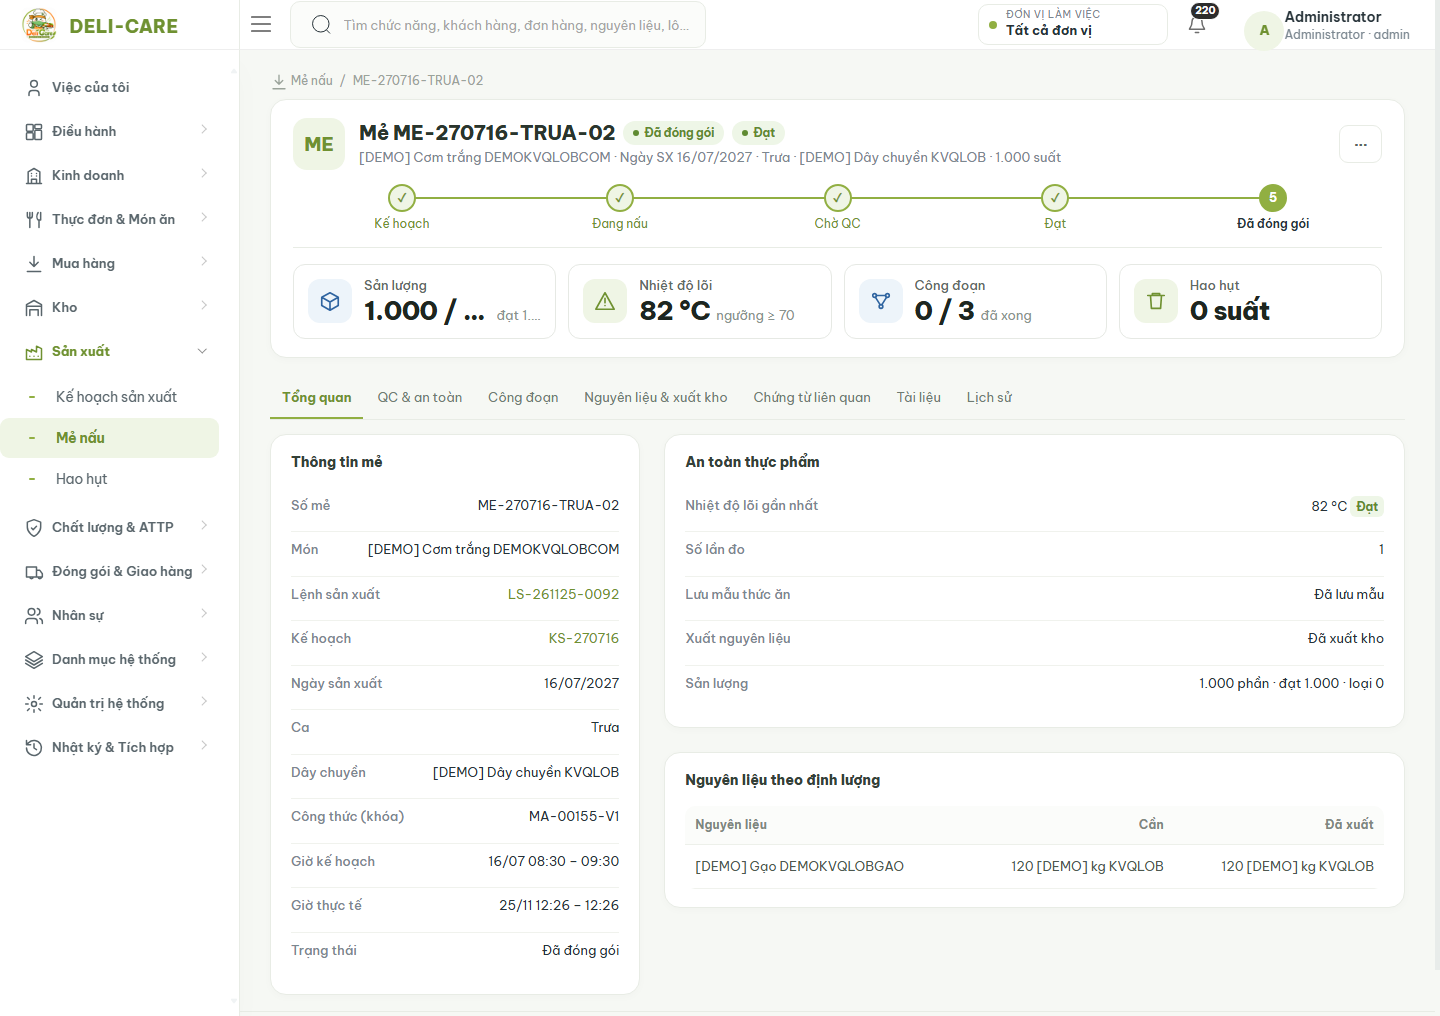 DELI-CARE
Tìm chức năng, khách hàng, đơn hàng, nguyên liệu, lô...
ĐƠN VỊ LÀM VIỆC
Tất cả đơn vị
220
A
Administrator
Administrator · admin
Việc của tôi
Điều hành
Kinh doanh
Thực đơn & Món ăn
Mua hàng
Kho
Sản xuất
- Kế hoạch sản xuất
- Mẻ nấu
- Hao hụt
Chất lượng & ATTP
Đóng gói & Giao hàng
Nhân sự
Danh mục hệ thống
Quản trị hệ thống
Nhật ký & Tích hợp
Mẻ nấu / ME-270716-TRUA-02
ME
Mẻ ME-270716-TRUA-02
Đã đóng gói
Đạt
[DEMO] Cơm trắng DEMOKVQLOBCOM · Ngày SX 16/07/2027 · Trưa · [DEMO] Dây chuyền KVQLOB · 1.000 suất
...
✓ ✓ ✓ ✓ 5
Kế hoạch Đang nấu Chờ QC Đạt Đã đóng gói
Sản lượng
1.000 / ... đạt 1....
Nhiệt độ lõi
82 °C ngưỡng ≥ 70
Công đoạn
0 / 3 đã xong
Hao hụt
0 suất
Tổng quan QC & an toàn Công đoạn Nguyên liệu & xuất kho Chứng từ liên quan Tài liệu Lịch sử
Thông tin mẻ
Số mẻ ME-270716-TRUA-02
Món [DEMO] Cơm trắng DEMOKVQLOBCOM
Lệnh sản xuất LS-261125-0092
Kế hoạch KS-270716
Ngày sản xuất 16/07/2027
Ca Trưa
Dây chuyền [DEMO] Dây chuyền KVQLOB
Công thức (khóa) MA-00155-V1
Giờ kế hoạch 16/07 08:30 – 09:30
Giờ thực tế 25/11 12:26 – 12:26
Trạng thái Đã đóng gói
An toàn thực phẩm
Nhiệt độ lõi gần nhất 82 °C Đạt
Số lần đo 1
Lưu mẫu thức ăn Đã lưu mẫu
Xuất nguyên liệu Đã xuất kho
Sản lượng 1.000 phần · đạt 1.000 · loại 0
Nguyên liệu theo định lượng
Nguyên liệu Cần Đã xuất
[DEMO] Gạo DEMOKVQLOBGAO 120 [DEMO] kg KVQLOB 120 [DEMO] kg KVQLOB